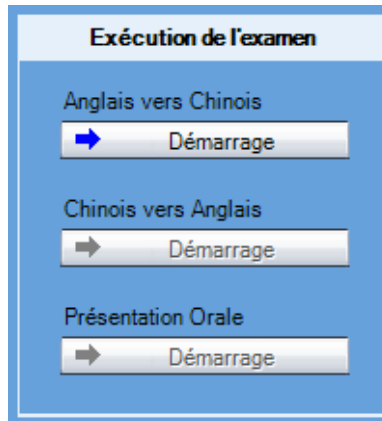 Exécution de l'examen
Anglais vers Chinois
Démarrage
Chinois vers Anglais
Démarrage
Présentation Orale
Démarrage